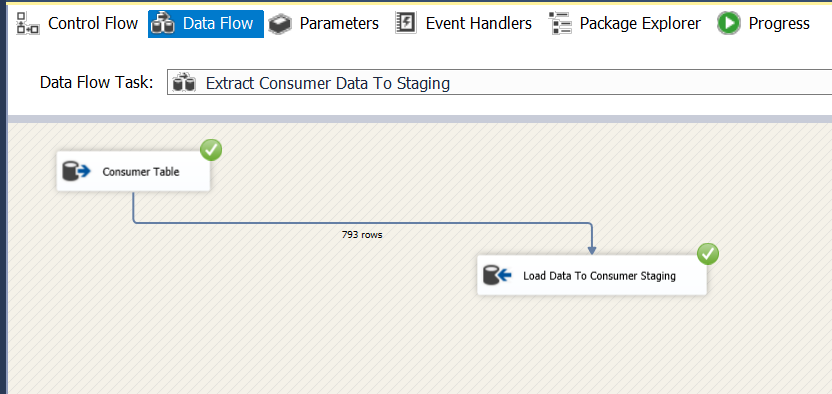 Control Flow Data Flow Parameters Event Handlers Package Explorer Progress
Data Flow Task: Extract Consumer Data To Staging
Consumer Table
793 rows
Load Data To Consumer Staging